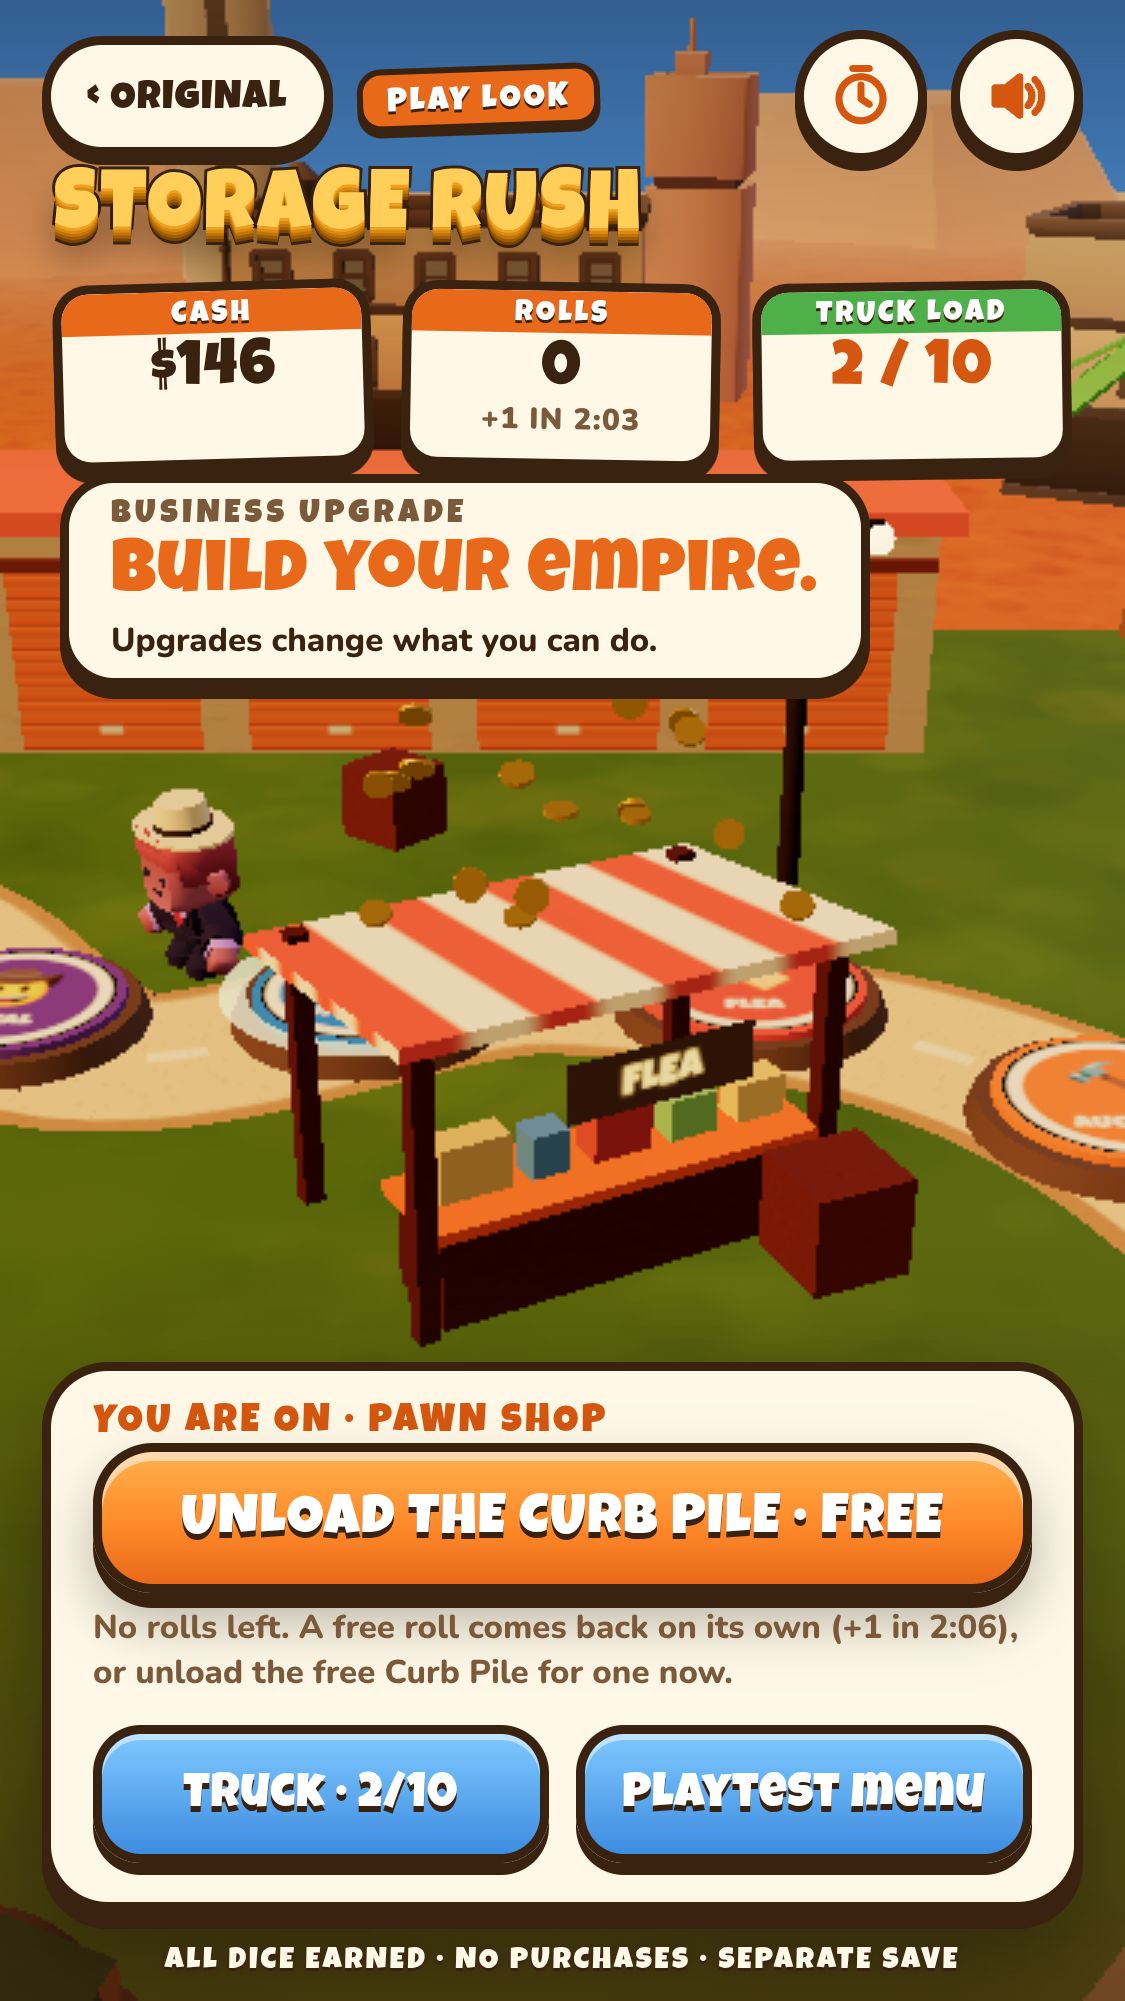 ‹ ORIGINAL
PLAY LOOK
STORAGE RUSH
CASH
$146
ROLLS
0
+1 IN 2:03
TRUCK LOAD
2 / 10
BUSINESS UPGRADE
BUILD YOUR EMPIRE.
Upgrades change what you can do.
FLEA
FLEA
YOU ARE ON · PAWN SHOP
UNLOAD THE CURB PILE · FREE
No rolls left. A free roll comes back on its own (+1 in 2:06),
or unload the free Curb Pile for one now.
TRUCK · 2/10
PLAYTEST MENU
ALL DICE EARNED · NO PURCHASES · SEPARATE SAVE